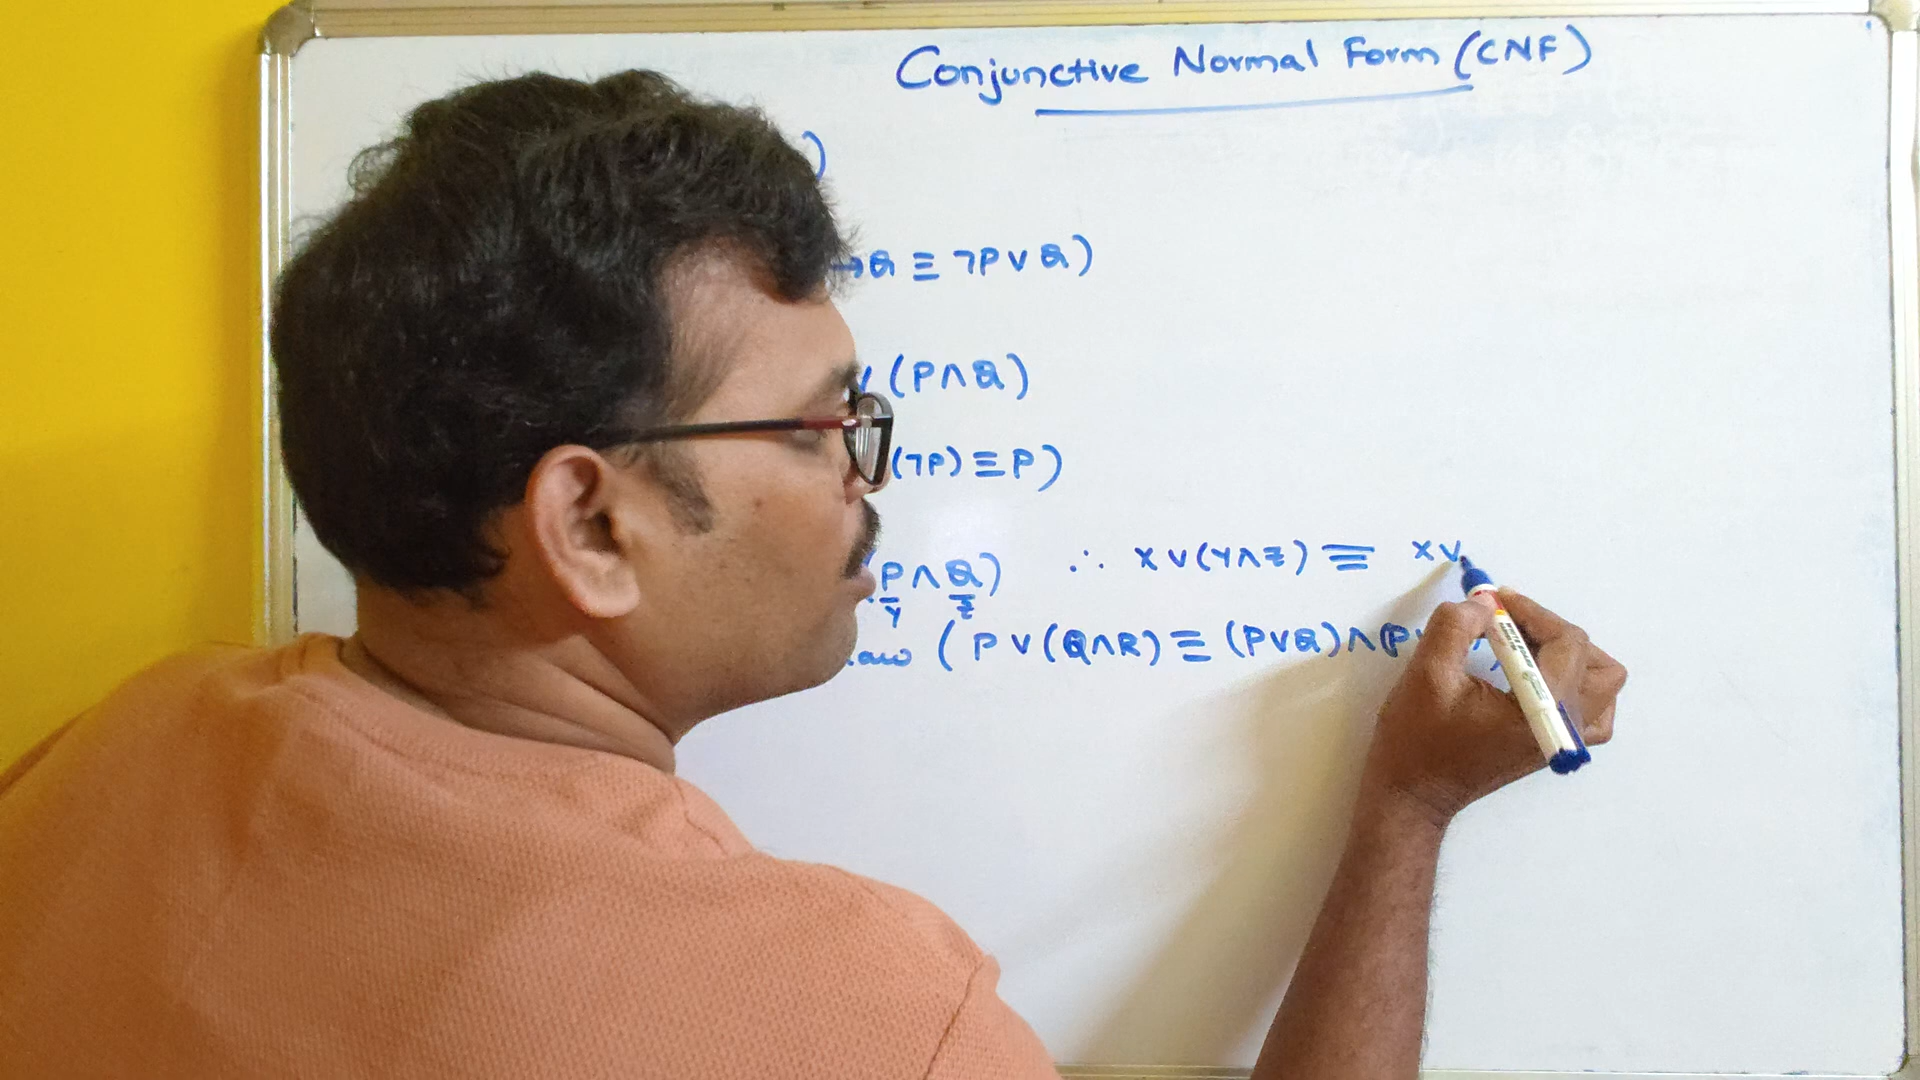 Conjunctive Normal Form (CNF)
)
→Q ≡ ¬P∨Q)
∨ (P∧Q)
(¬P) ≡ P)
(P∧Q) ∴ X∨(Y∧Z) ≡ X∨
Y Z
(P∨(Q∧R) ≡ (P∨Q)∧(P